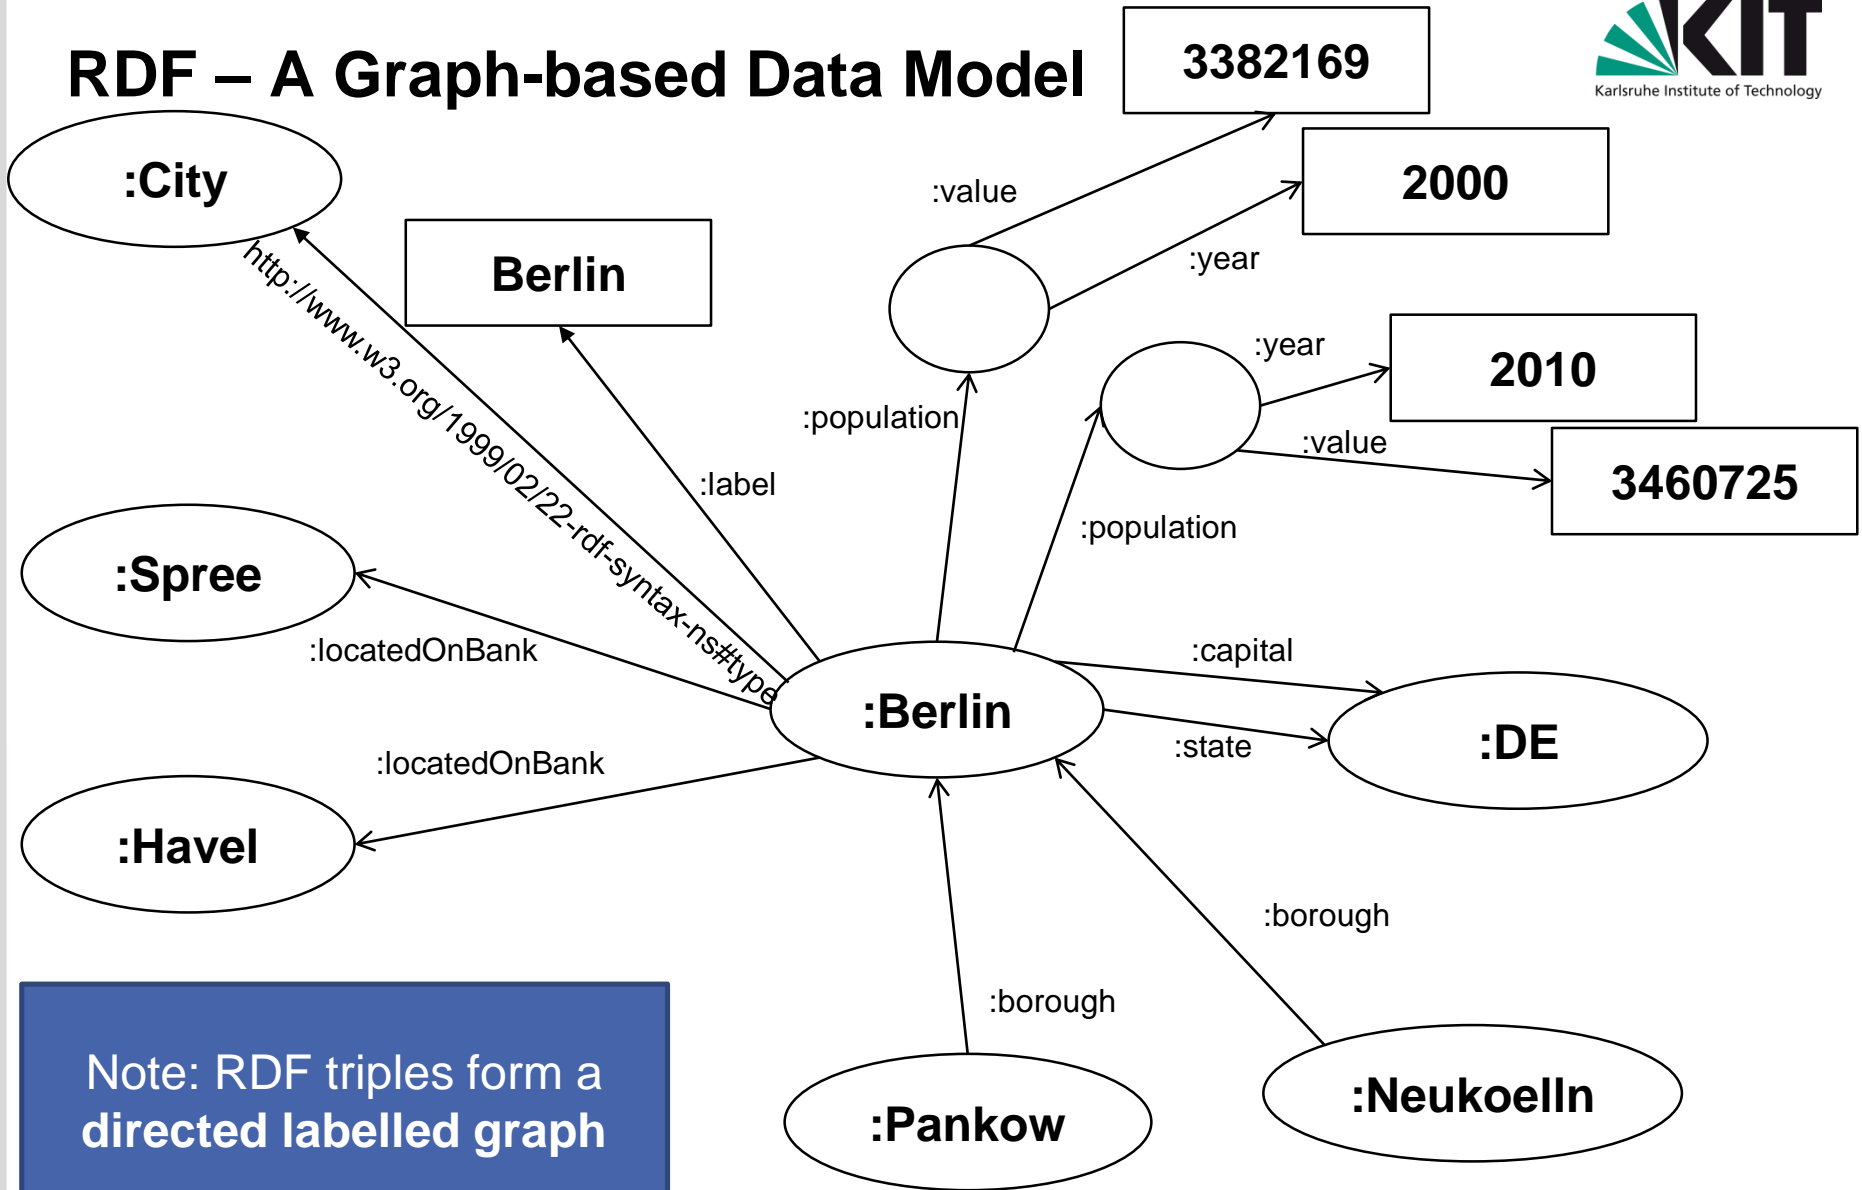 RDF – A Graph-based Data Model
3382169
KIT
Karlsruhe Institute of Technology
:City
:value
2000
Berlin
:year
http://www.w3.org/1999/02/22-rdf-syntax-ns#type
:year
2010
:population
:value
:label
3460725
:population
:Spree
:locatedOnBank
:capital
:Berlin
:state
:DE
:locatedOnBank
:Havel
:borough
:borough
Note: RDF triples form a
directed labelled graph
:Pankow
:Neukoelln